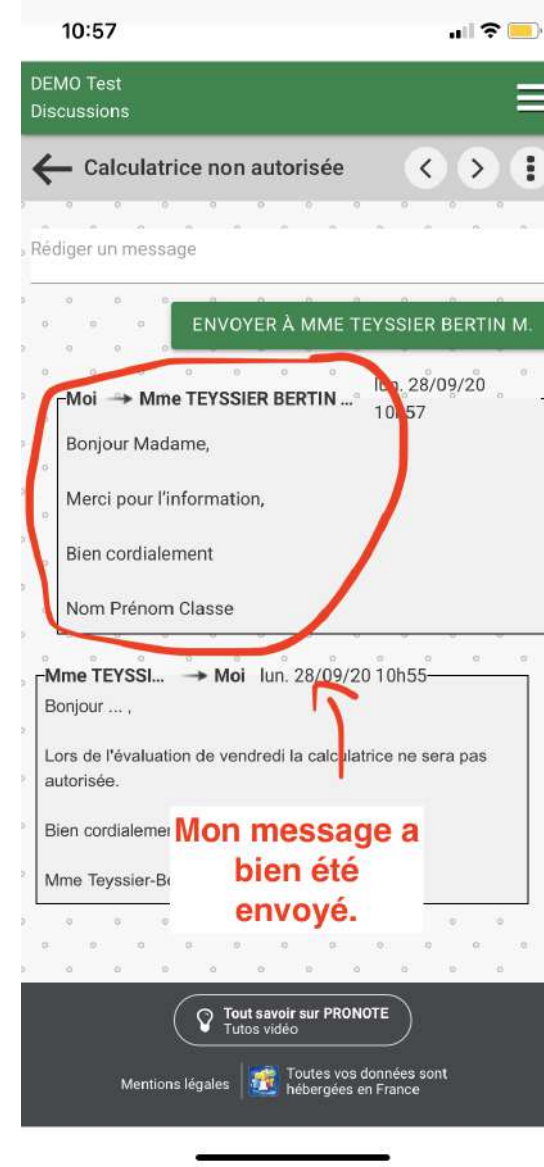 10:57
DEMO Test
Discussions
Calculatrice non autorisée
Rédiger un message
ENVOYER À MME TEYSSIER BERTIN M.
Moi → Mme TEYSSIER BERTIN ... lun. 28/09/20
10h57
Bonjour Madame,
Merci pour l'information,
Bien cordialement
Nom Prénom Classe
Mme TEYSSI... → Moi lun. 28/09/20 10h55
Bonjour ... ,
Lors de l'évaluation de vendredi la calculatrice ne sera pas
autorisée.
Bien cordialemen
Mme Teyssier-Be
Mon message a
bien été
envoyé.
Tout savoir sur PRONOTE
Tutos vidéo
Mentions légales
Toutes vos données sont
hébergées en France